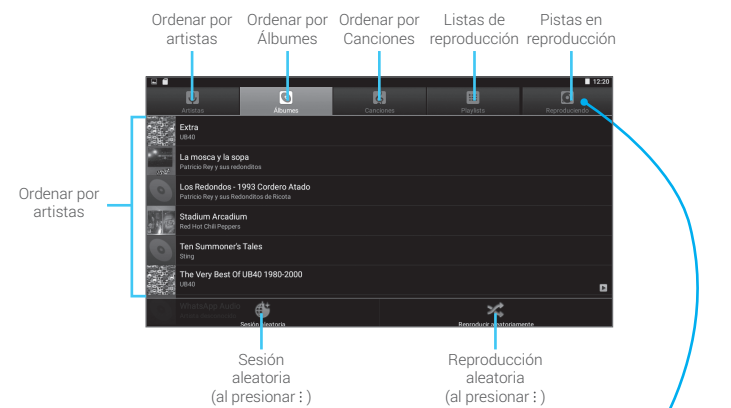 Ordenar por
artistas
Ordenar por
Álbumes
Ordenar por
Canciones
Listas de
reproducción
Pistas en
reproducción
12:20
Artistas
Álbumes
Canciones
Playlists
Reproduciendo
Ordenar por
artistas
Extra
UB40
La mosca y la sopa
Patricio Rey y sus redonditos
Los Redondos - 1993 Cordero Atado
Patricio Rey y sus Redonditos de Ricota
Stadium Arcadium
Red Hot Chili Peppers
Ten Summoner's Tales
Sting
The Very Best Of UB40 1980-2000
UB40
WhatsApp Audio
Sesión aleatoria
Reproducir aleatoriamente
Sesión
aleatoria
(al presionar ⋮)
Reproducción
aleatoria
(al presionar ⋮)